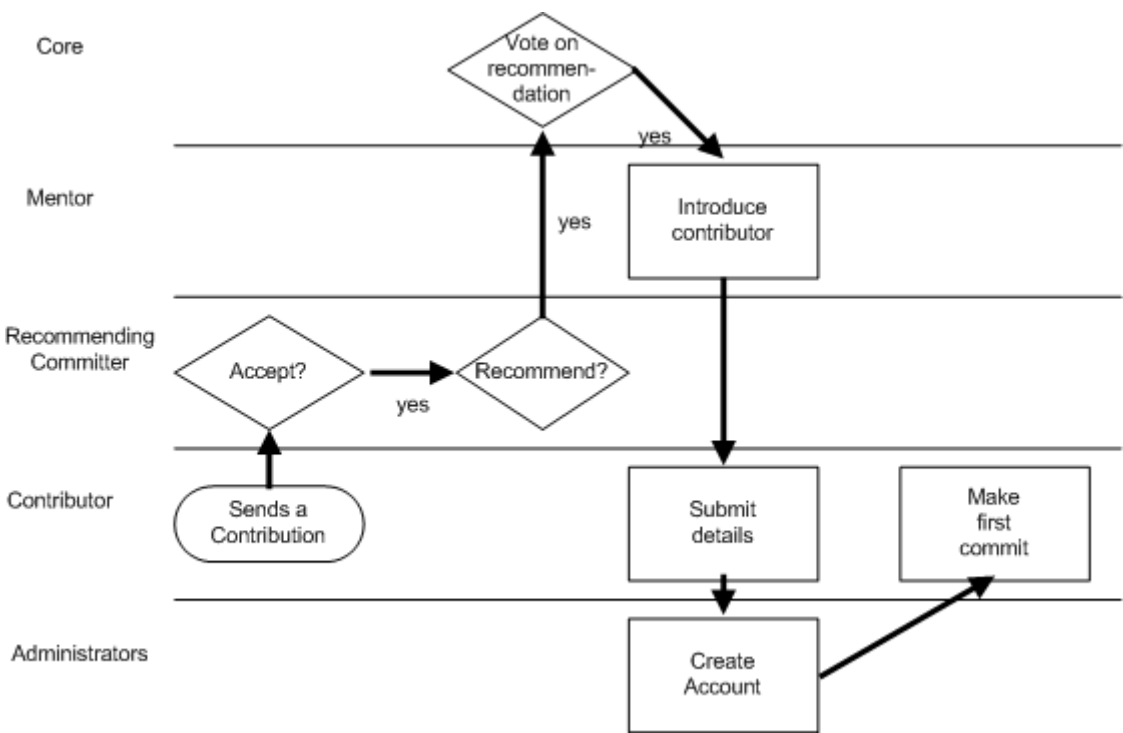 Core
Vote on
recommen-
dation
yes
Mentor
Introduce
contributor
yes
Recommending
Committer
Accept?
yes
Recommend?
Contributor
Sends a
Contribution
Submit
details
Make
first
commit
Administrators
Create
Account